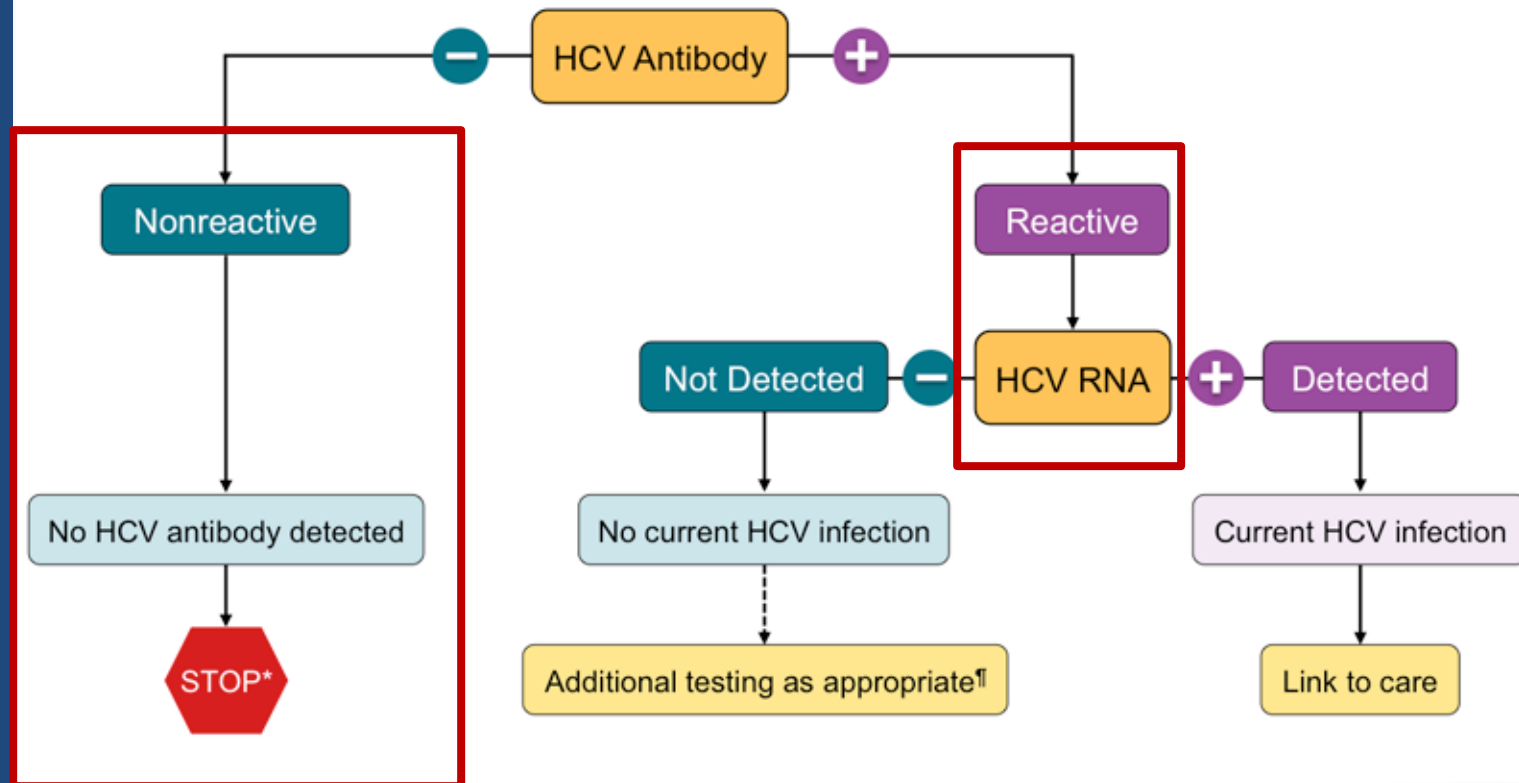 HCV Antibody
Nonreactive
Reactive
Not Detected
HCV RNA
Detected
No HCV antibody detected
No current HCV infection
Current HCV infection
STOP*
Additional testing as appropriate¶
Link to care